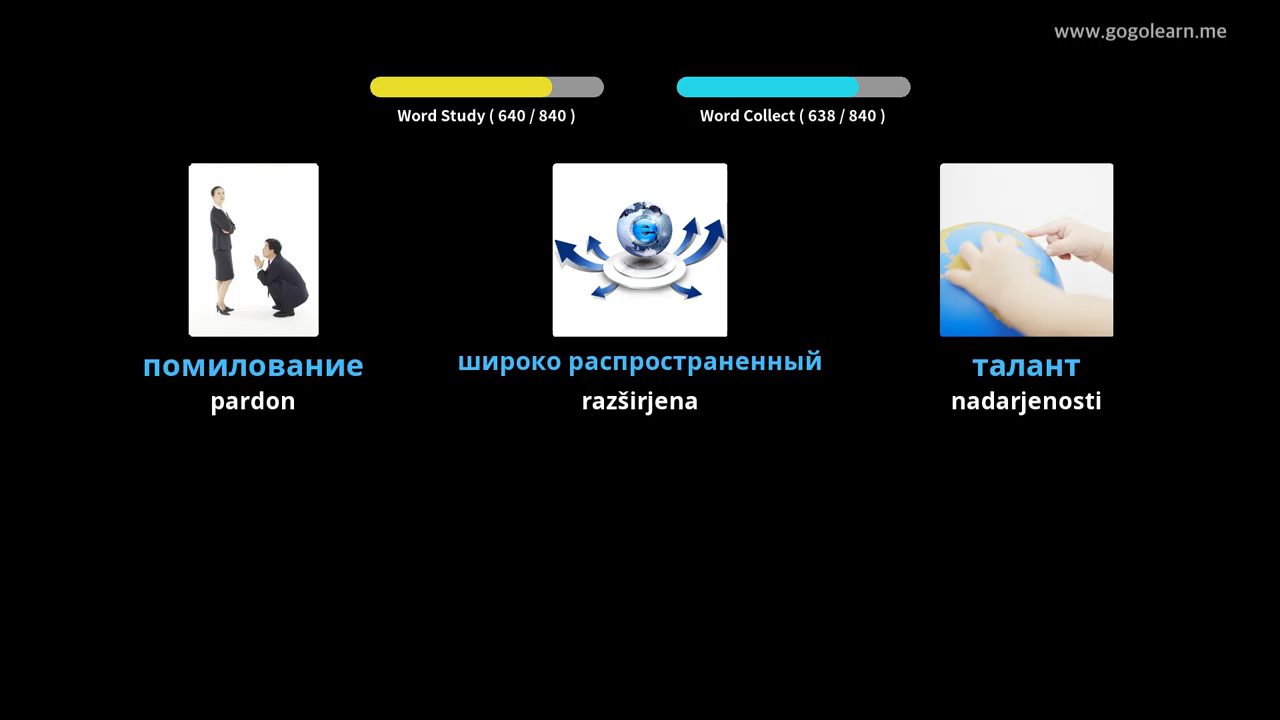 www.gogolearn.me
Word Study ( 640 / 840 )
Word Collect ( 638 / 840 )
помилование
pardon
широко распространенный
razširjena
талант
nadarjenosti